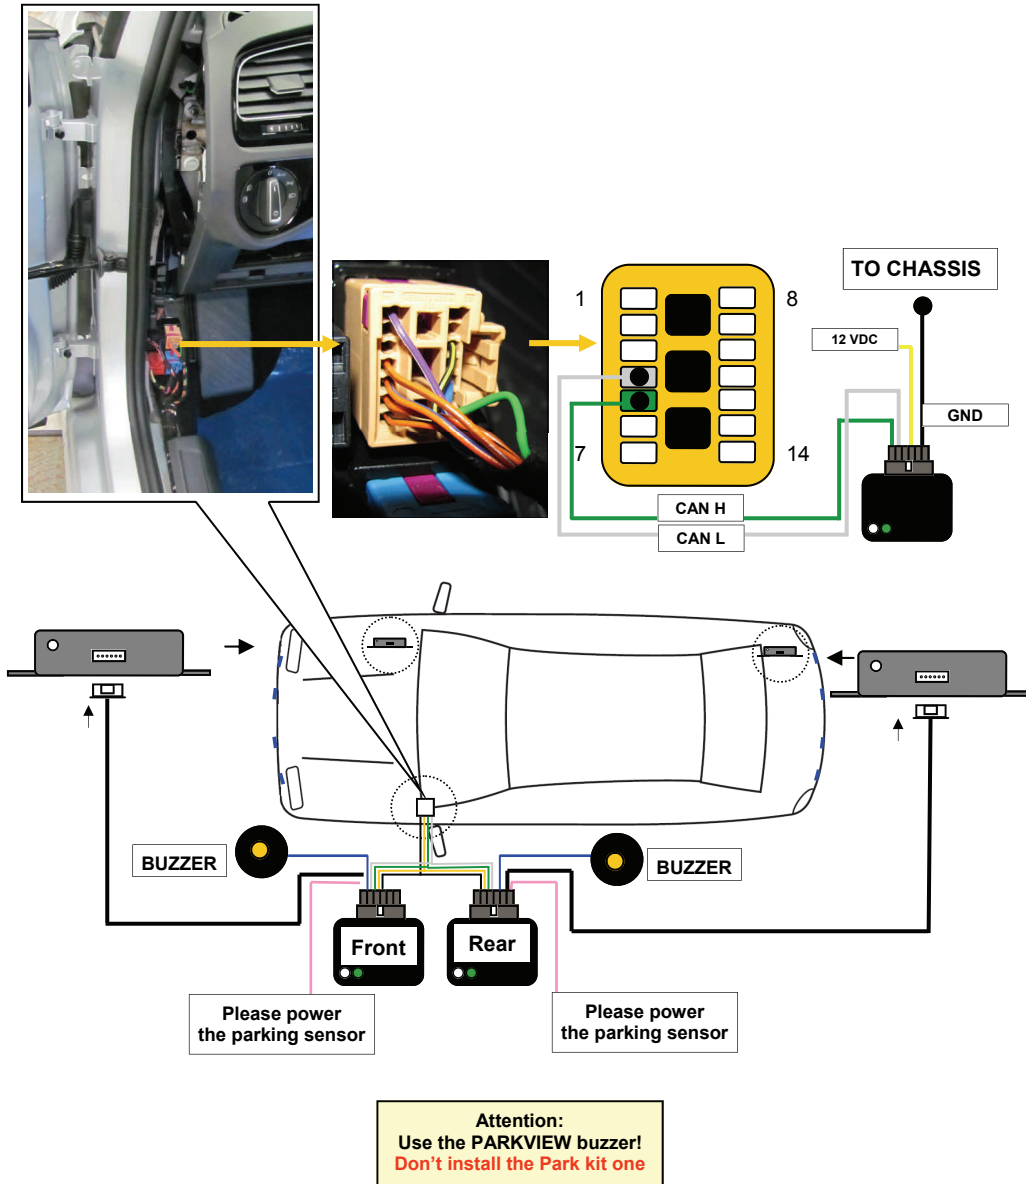 TO CHASSIS
1
8
12 VDC
GND
7
14
CAN H
CAN L
BUZZER
BUZZER
Front
Rear
Please power
the parking sensor
Please power
the parking sensor
Attention:
Use the PARKVIEW buzzer!
Don't install the Park kit one